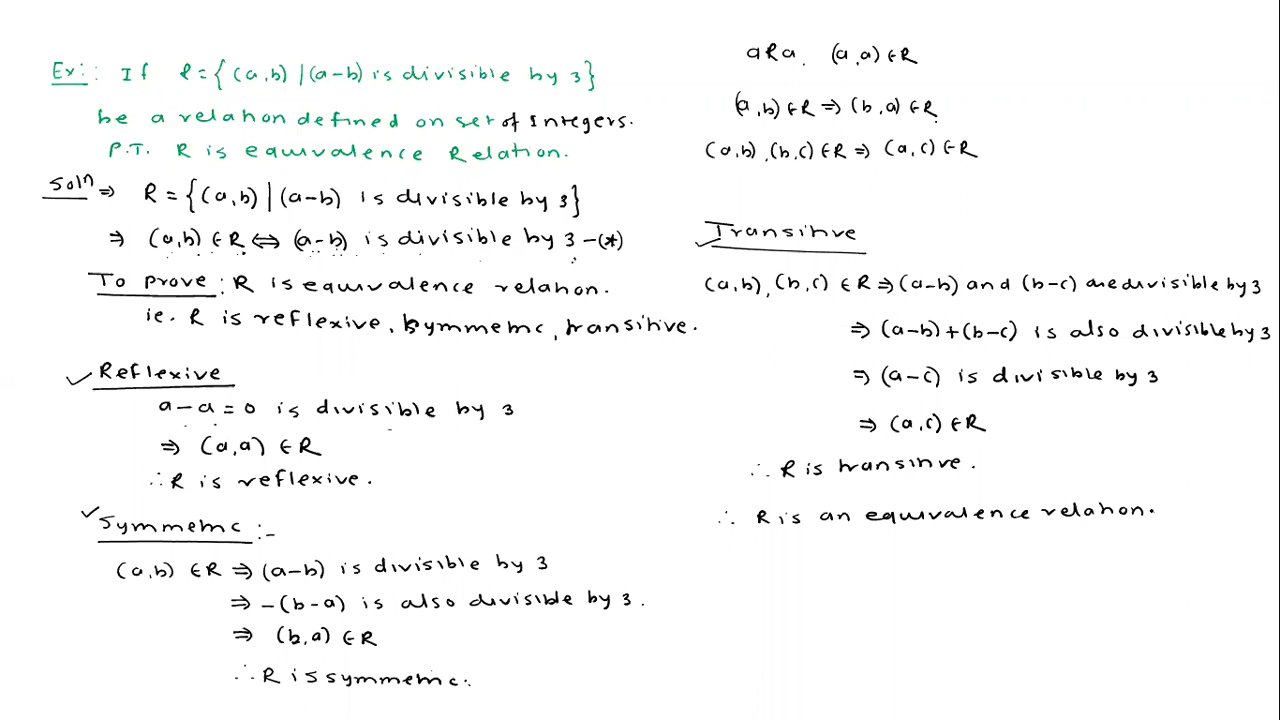 Ex:: If R={(a,b) | (a-b) is divisible by 3}
be a relation defined on set of Integers.
P.T. R is equivalence Relation.
Soln ⇒ R = {(a,b) | (a-b) is divisible by 3}
⇒ (a,b) ∈ R ⇔ (a-b) is divisible by 3 -(*)
To prove: R is equivalence relation.
ie. R is reflexive, symmetric, transitive.
✓ Reflexive
a-a=0 is divisible by 3
⇒ (a,a) ∈ R
∴ R is reflexive.
✓ Symmetric :-
(a,b) ∈ R ⇒ (a-b) is divisible by 3
⇒ -(b-a) is also divisible by 3.
⇒ (b,a) ∈ R
∴ R is symmetric.
aRa. (a,a) ∈ R
(a,b) ∈ R ⇒ (b,a) ∈ R
(a,b),(b,c) ∈ R ⇒ (a,c) ∈ R
✓ Transitive
(a,b),(b,c) ∈ R ⇒ (a-b) and (b-c) are divisible by 3
⇒ (a-b)+(b-c) is also divisible by 3
⇒ (a-c) is divisible by 3
⇒ (a,c) ∈ R
∴ R is transitive.
∴ R is an equivalence relation.